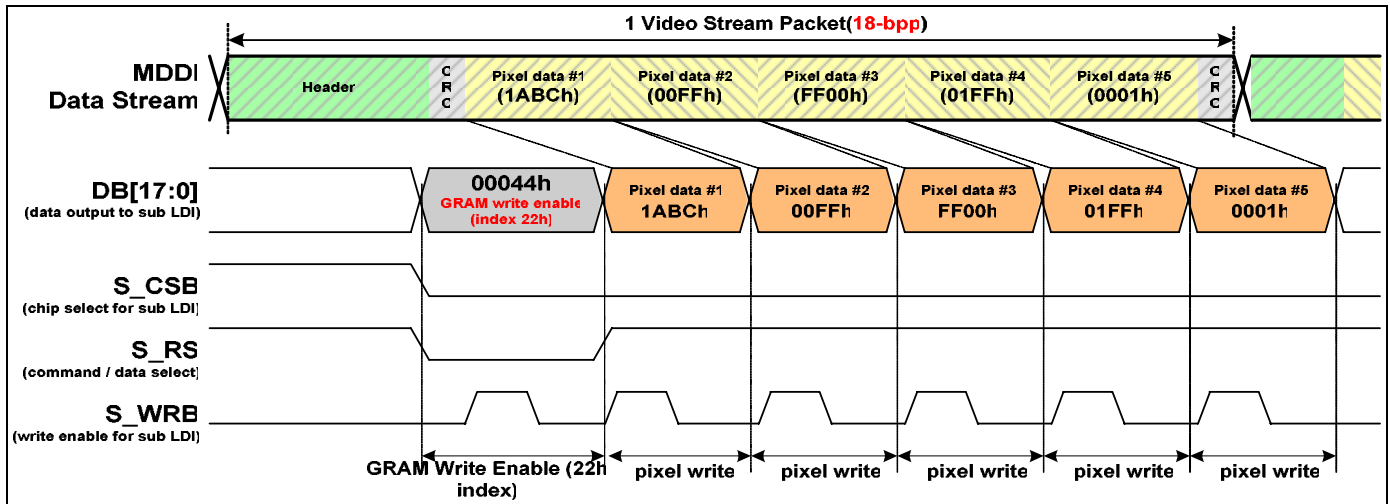 1 Video Stream Packet(18-bpp)
MDDI
Data Stream
Header
C
R
C
Pixel data #1
(1ABCh)
Pixel data #2
(00FFh)
Pixel data #3
(FF00h)
Pixel data #4
(01FFh)
Pixel data #5
(0001h)
C
R
C
DB[17:0]
(data output to sub LDI)
00044h
GRAM write enable
(index 22h)
Pixel data #1
1ABCh
Pixel data #2
00FFh
Pixel data #3
FF00h
Pixel data #4
01FFh
Pixel data #5
0001h
S_CSB
(chip select for sub LDI)
S_RS
(command / data select)
S_WRB
(write enable for sub LDI)
GRAM Write Enable (22h
index)
pixel write
pixel write
pixel write
pixel write
pixel write